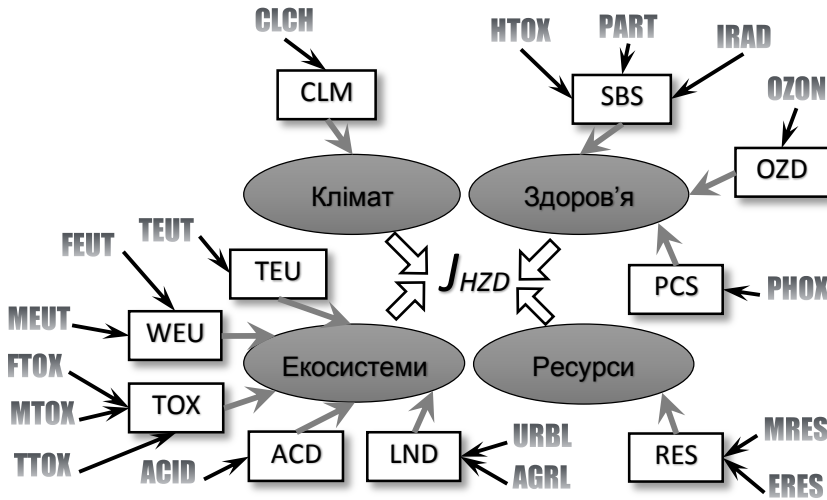 CLCH
HTOX
PART
IRAD
CLM
SBS
OZON
OZD
Клімат
Здоров’я
TEUT
FEUT
TEU
JHZD
PCS
PHOX
MEUT
WEU
FTOX
Екосистеми
Ресурси
MTOX
TOX
TTOX
ACID
ACD
LND
URBL
AGRL
RES
MRES
ERES